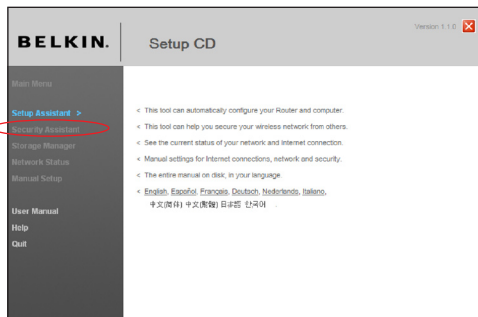 BELKIN.
Setup CD
Version 1.1.0
Main Menu
Setup Assistant >
Security Assistant
Storage Manager
Network Status
Manual Setup
User Manual
Help
Quit
< This tool can automatically configure your Router and computer.
< This tool can help you secure your wireless network from others.
< See the current status of your network and Internet connection.
< Manual settings for Internet connections, network and security.
< The entire manual on disk, in your language.
< English, Español, Français, Deutsch, Nederlands, Italiano,
中文(简体) 中文(繁體) 日本語 한국어